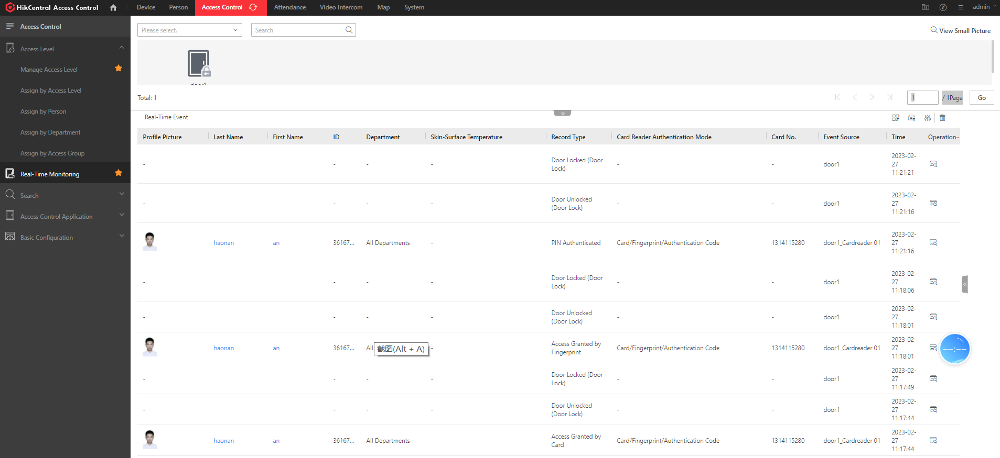 HikCentral Access Control
Device
Person
Access Control
Attendance
Video Intercom
Map
System
admin
Access Control
Access Level
Manage Access Level
Assign by Access Level
Assign by Person
Assign by Department
Assign by Access Group
Real-Time Monitoring
Search
Access Control Application
Basic Configuration
Please select.
Search
View Small Picture
door1
Total: 1
1
/ 1Page
Go
Real-Time Event
Profile Picture Last Name First Name ID Department Skin-Surface Temperature Record Type Card Reader Authentication Mode Card No. Event Source Time Operation...
- - - - Door Locked (Door Lock) - - door1 2023-02-27 11:21:21
- - - - Door Unlocked (Door Lock) - - door1 2023-02-27 11:21:16
haonan an 36167... All Departments - PIN Authenticated Card/Fingerprint/Authentication Code 1314115280 door1_Cardreader 01 2023-02-27 11:21:16
- - - - Door Locked (Door Lock) - - door1 2023-02-27 11:18:06
- - - - Door Unlocked (Door Lock) - - door1 2023-02-27 11:18:01
haonan an 36167... All 截图(Alt + A) - Access Granted by Fingerprint Card/Fingerprint/Authentication Code 1314115280 door1_Cardreader 01 2023-02-27 11:18:01
- - - - Door Locked (Door Lock) - - door1 2023-02-27 11:17:49
- - - - Door Unlocked (Door Lock) - - door1 2023-02-27 11:17:44
haonan an 36167... All Departments - Access Granted by Card Card/Fingerprint/Authentication Code 1314115280 door1_Cardreader 01 2023-02-27 11:17:44
--:--